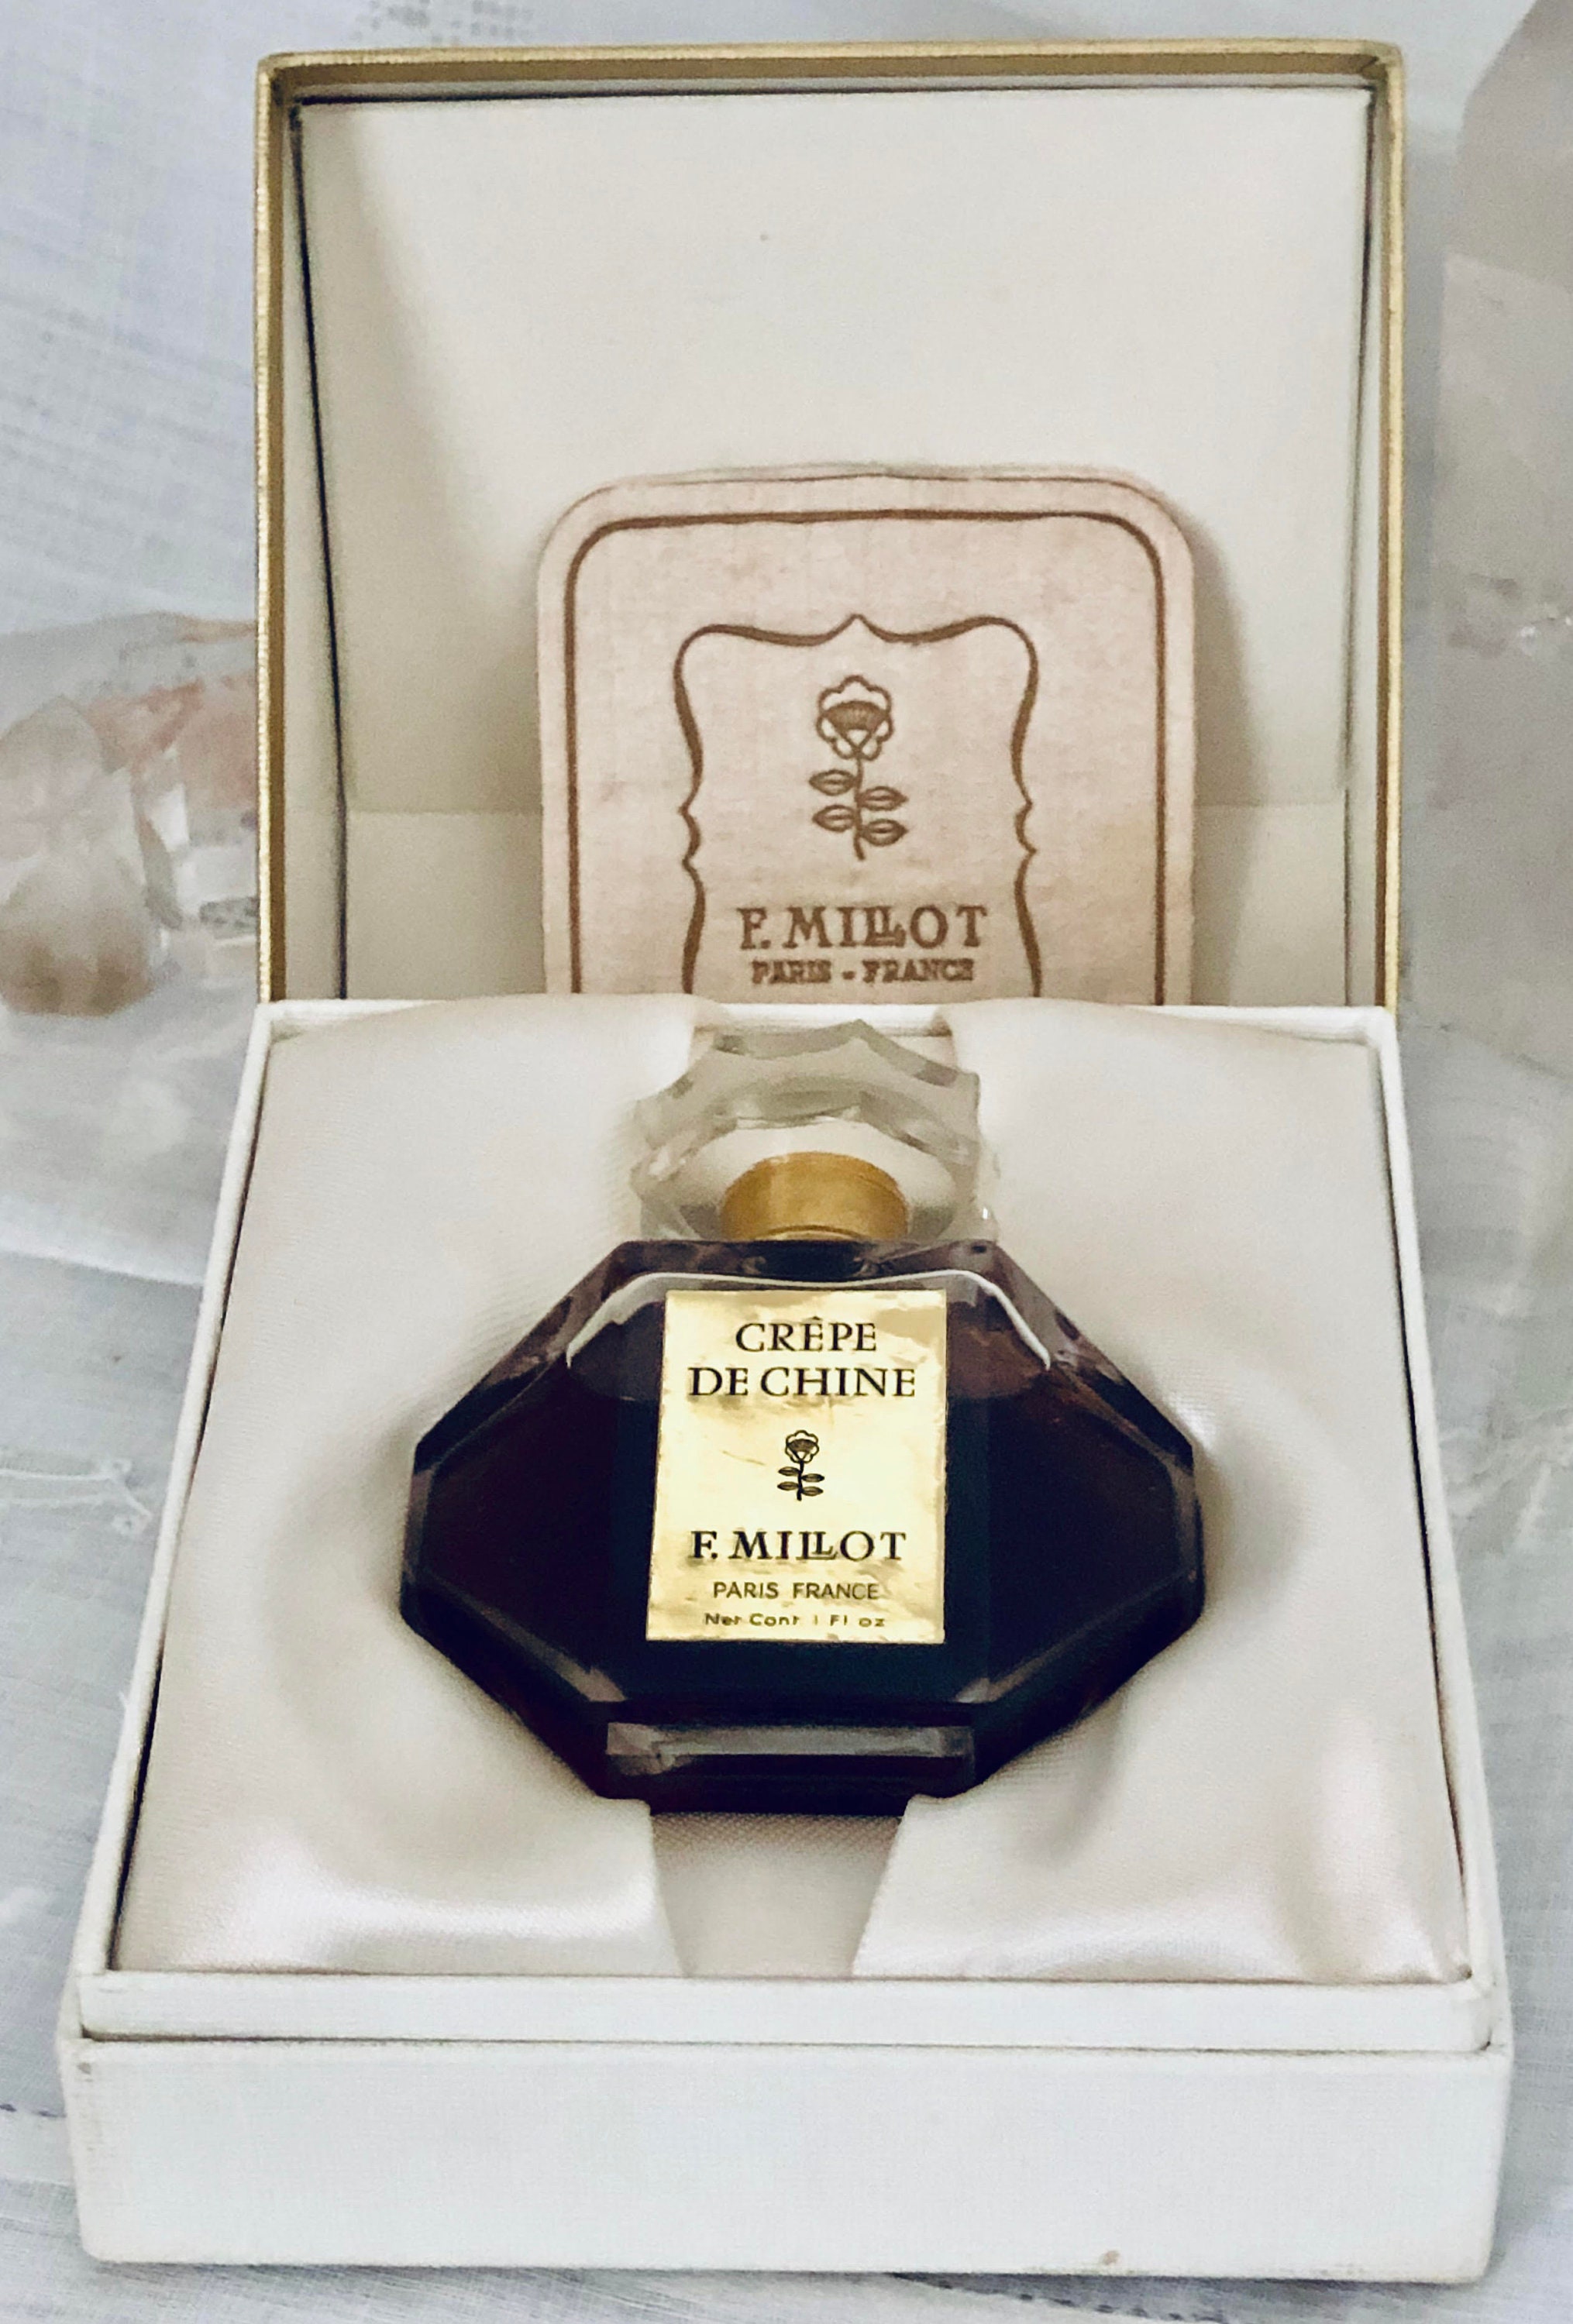 F. MILLOT
PARIS - FRANCE
CRÊPE
DE CHINE
F. MILLOT
PARIS FRANCE
Net Cont 1 Fl oz